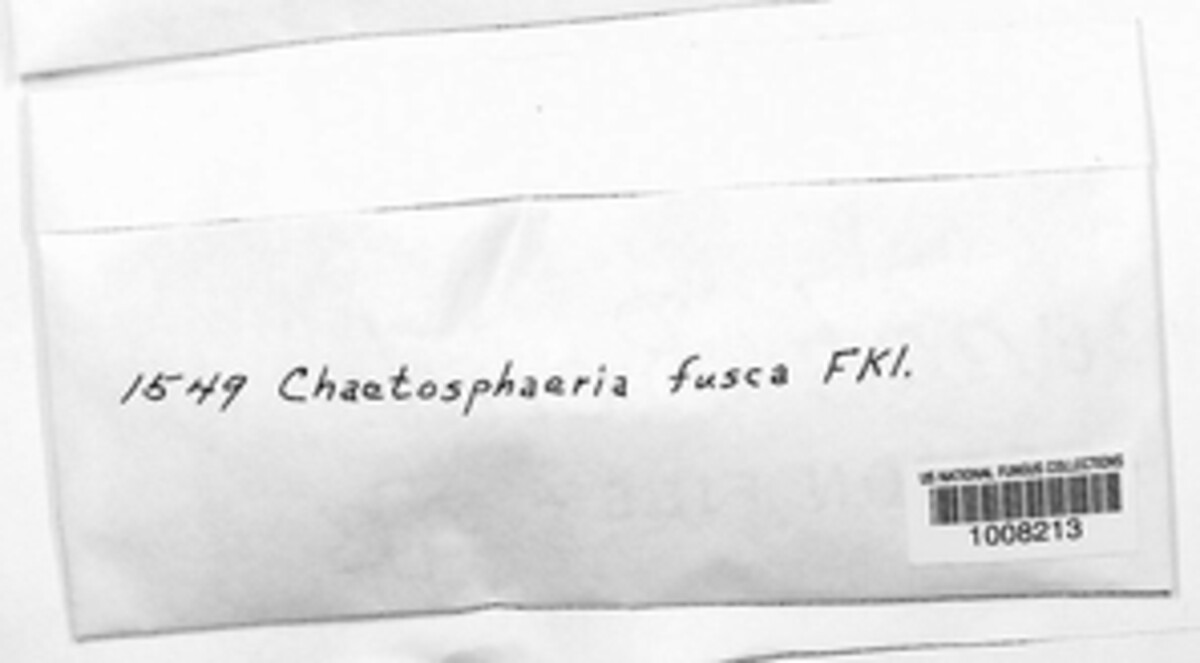 1549 Chaetosphaeria fusca FKl.
US NATIONAL FUNGUS COLLECTIONS
1008213